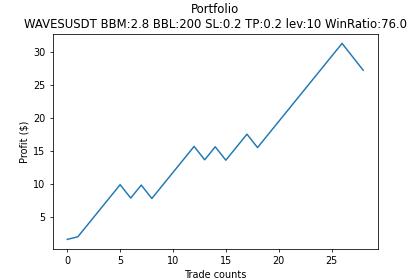 Portfolio
WAVESUSDT BBM:2.8 BBL:200 SL:0.2 TP:0.2 lev:10 WinRatio:76.0
Profit ($)
30
25
20
15
10
5
0 5 10 15 20 25
Trade counts